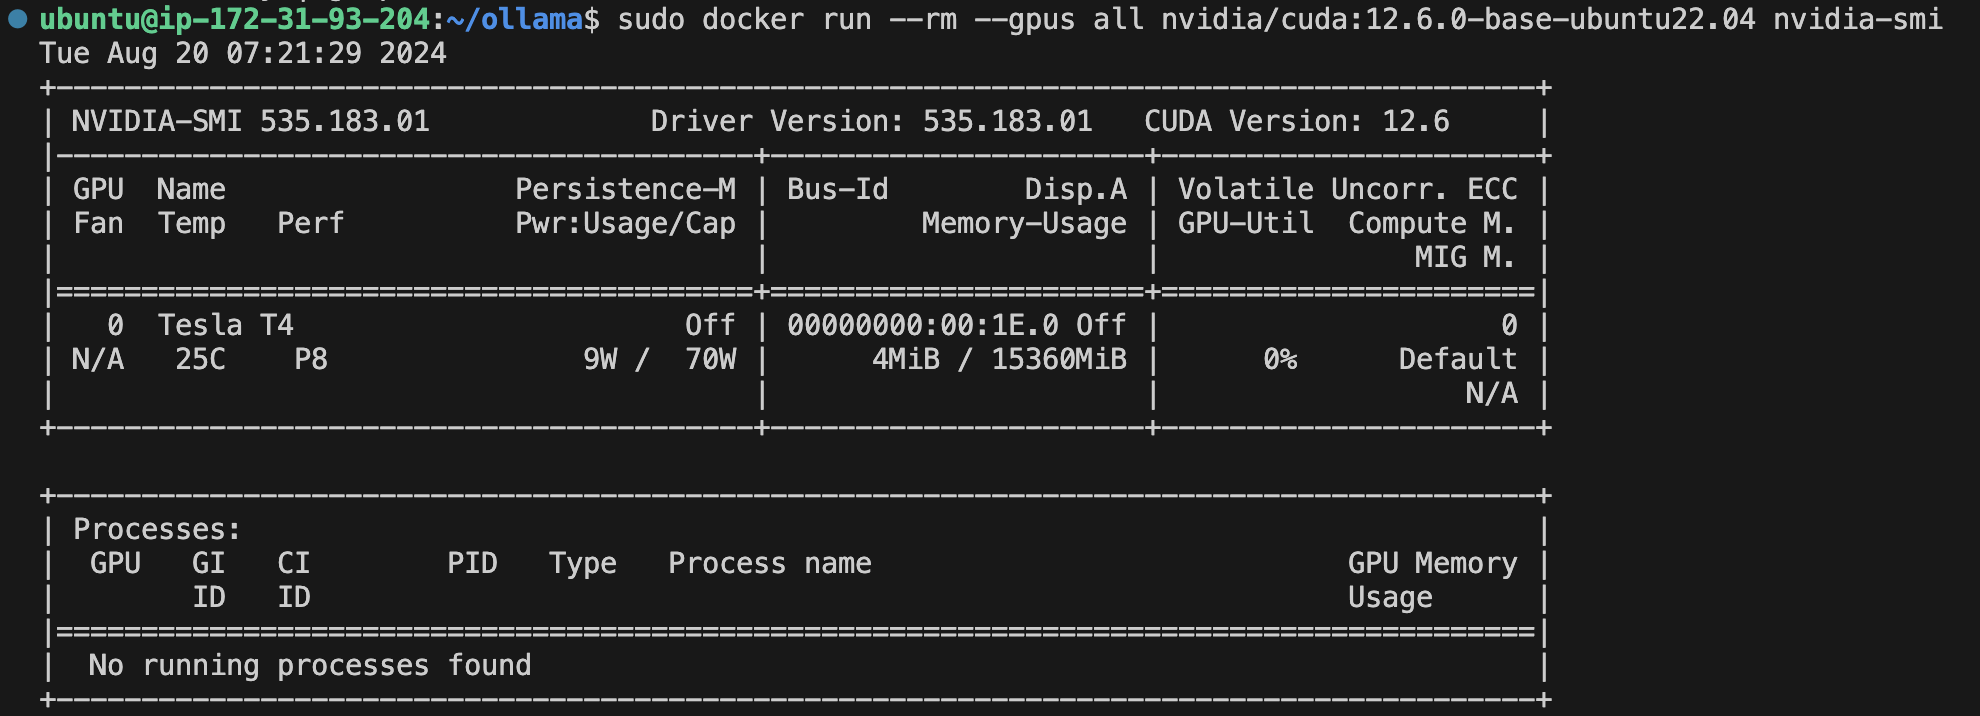 ubuntu@ip-172-31-93-204:~/ollama$ sudo docker run --rm --gpus all nvidia/cuda:12.6.0-base-ubuntu22.04 nvidia-smi
Tue Aug 20 07:21:29 2024
+---------------------------------------------------------------------------------------+
| NVIDIA-SMI 535.183.01             Driver Version: 535.183.01   CUDA Version: 12.6     |
|-----------------------------------------+----------------------+----------------------+
| GPU  Name                 Persistence-M | Bus-Id        Disp.A | Volatile Uncorr. ECC |
| Fan  Temp   Perf          Pwr:Usage/Cap |         Memory-Usage | GPU-Util  Compute M. |
|                                         |                      |               MIG M. |
|=========================================+======================+======================|
|   0  Tesla T4                       Off | 00000000:00:1E.0 Off |                    0 |
| N/A   25C    P8               9W /  70W |      4MiB / 15360MiB |      0%      Default |
|                                         |                      |                  N/A |
+-----------------------------------------+----------------------+----------------------+

+---------------------------------------------------------------------------------------+
| Processes:                                                                            |
|  GPU   GI   CI        PID   Type   Process name                            GPU Memory |
|        ID   ID                                                             Usage      |
|=======================================================================================|
|  No running processes found                                                           |
+---------------------------------------------------------------------------------------+